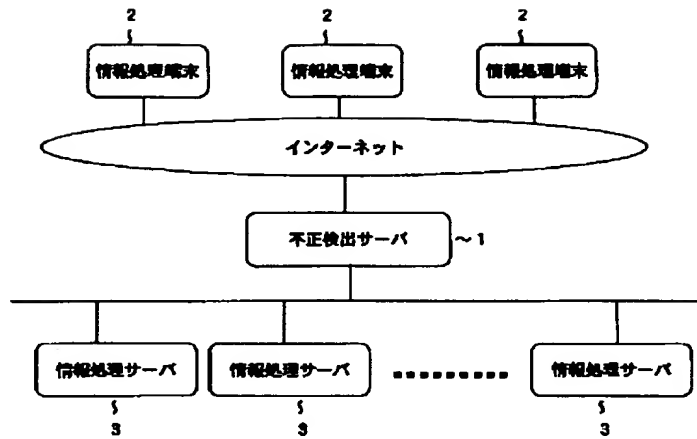 2 2 2
情報処理端末 情報処理端末 情報処理端末
インターネット
不正検出サーバ ～1
情報処理サーバ 情報処理サーバ 情報処理サーバ
3 3 3